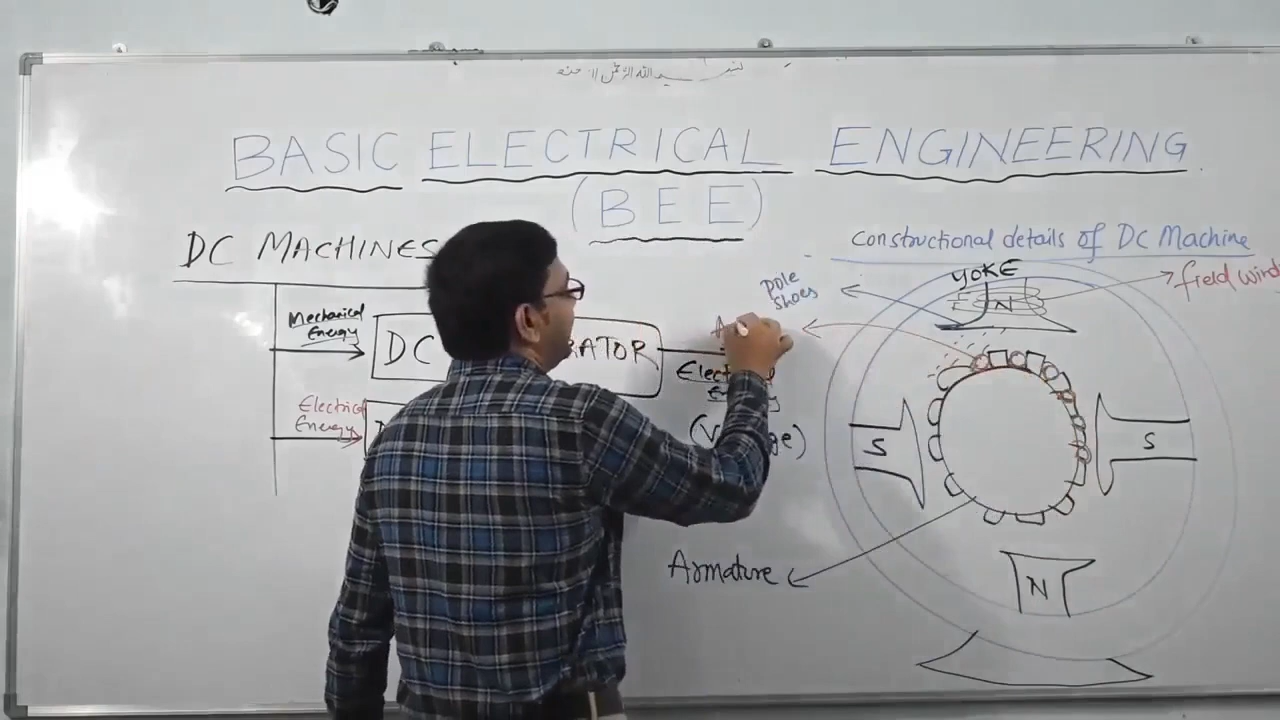 BASIC ELECTRICAL ENGINEERING
(BEE)
DC MACHINES
Constructional details of DC Machine
YOKE
N
field wind
pole
shoes
Mechanical
Energy
DC RATOR
A
Energy
Electrical
Energy
S
S
Armature
N